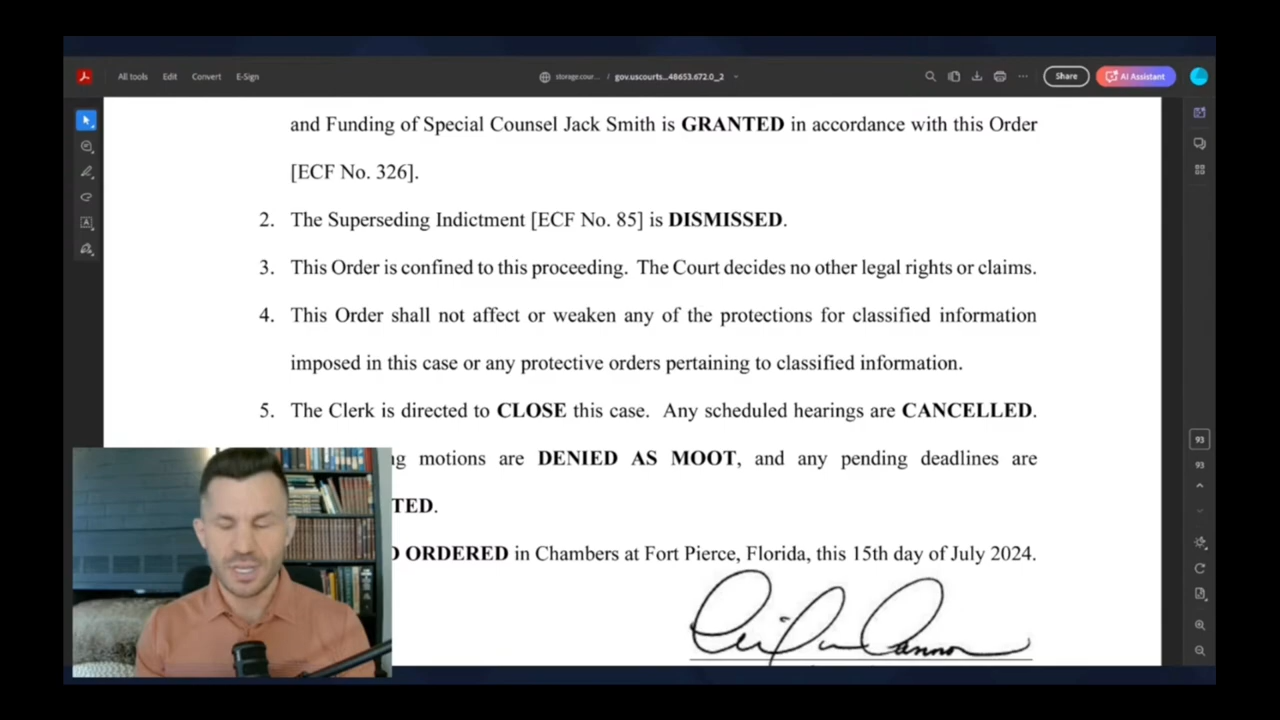 All tools Edit Convert E-Sign storage.cour... / gov.uscourts...48653.672.0_2 Share AI Assistant
and Funding of Special Counsel Jack Smith is GRANTED in accordance with this Order
[ECF No. 326].
2. The Superseding Indictment [ECF No. 85] is DISMISSED.
3. This Order is confined to this proceeding. The Court decides no other legal rights or claims.
4. This Order shall not affect or weaken any of the protections for classified information
imposed in this case or any protective orders pertaining to classified information.
5. The Clerk is directed to CLOSE this case. Any scheduled hearings are CANCELLED.
93
ng motions are DENIED AS MOOT, and any pending deadlines are
93
TED.
ORDERED in Chambers at Fort Pierce, Florida, this 15th day of July 2024.